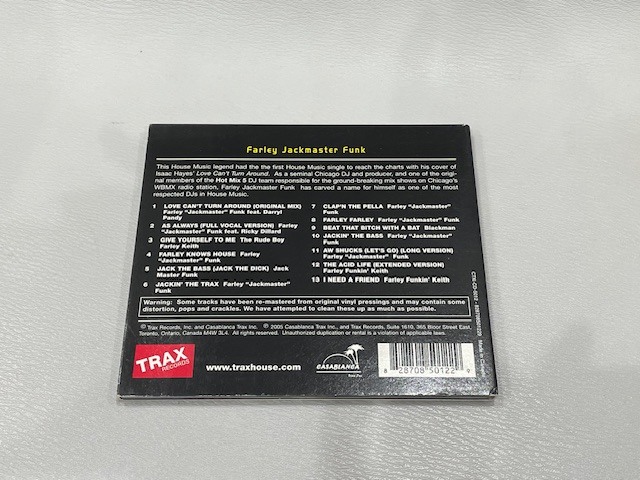 Farley Jackmaster Funk
This House Music legend had the the first House Music single to reach the charts with his cover of
Isaac Hayes' Love Can't Turn Around. As a seminal Chicago DJ and producer, and one of the origi-
nal members of the Hot Mix 5 DJ team responsible for the ground-breaking mix shows on Chicago's
WBMX radio station, Farley Jackmaster Funk has carved a name for himself as one of the most
respected DJs in House Music.
1 LOVE CAN'T TURN AROUND (ORIGINAL MIX)
Farley "Jackmaster" Funk feat. Darryl
Pandy
2 AS ALWAYS (FULL VOCAL VERSION) Farley
"Jackmaster" Funk feat. Ricky Dillard
3 GIVE YOURSELF TO ME The Rude Boy
Farley Keith
4 FARLEY KNOWS HOUSE Farley
"Jackmaster" Funk
5 JACK THE BASS (JACK THE DICK) Jack
Master Funk
6 JACKIN' THE TRAX Farley "Jackmaster"
Funk
7 CLAP'N THE PELLA Farley "Jackmaster"
Funk
8 FARLEY FARLEY Farley "Jackmaster" Funk
9 BEAT THAT BITCH WITH A BAT Blackman
10 JACKIN' THE BASS Farley "Jackmaster"
Funk
11 AW SHUCKS (LET'S GO) (LONG VERSION)
Farley "Jackmaster" Funk
12 THE ACID LIFE (EXTENDED VERSION)
Farley Funkin' Keith
13 I NEED A FRIEND Farley Funkin' Keith
Warning: Some tracks have been re-mastered from original vinyl pressings and may contain some
distortion, pops and crackles. We have attempted to clean these up as much as possible.
℗ Trax Records, Inc. and Casablanca Trax Inc. © 2005 Casablanca Trax Inc., and Trax Records, Suite 1610, 365 Bloor Street East,
Toronto, Ontario, Canada M4W 3L4. All rights reserved. Unauthorized duplication or rental is a violation of applicable laws.
TRAX
RECORDS
www.traxhouse.com
CASABLANCA
8 28708 50122 9